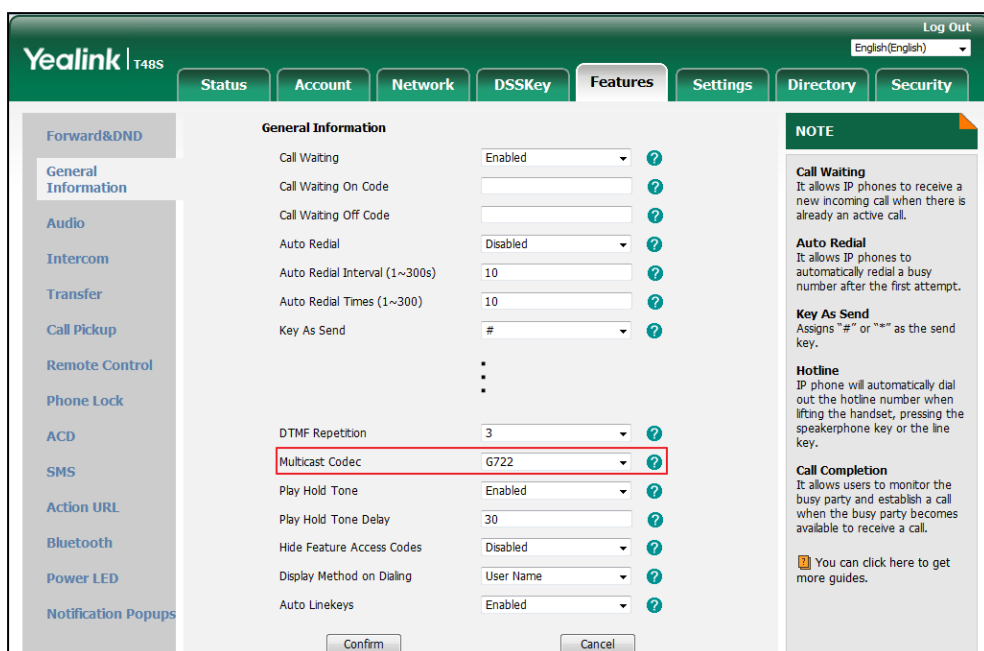 Log Out
English(English)
Yealink T48S
Status Account Network DSSKey Features Settings Directory Security
Forward&DND
General
Information
Audio
Intercom
Transfer
Call Pickup
Remote Control
Phone Lock
ACD
SMS
Action URL
Bluetooth
Power LED
Notification Popups
General Information
Call Waiting Enabled ?
Call Waiting On Code ?
Call Waiting Off Code ?
Auto Redial Disabled ?
Auto Redial Interval (1~300s) 10 ?
Auto Redial Times (1~300) 10 ?
Key As Send # ?
DTMF Repetition 3 ?
Multicast Codec G722 ?
Play Hold Tone Enabled ?
Play Hold Tone Delay 30 ?
Hide Feature Access Codes Disabled ?
Display Method on Dialing User Name ?
Auto Linekeys Enabled ?
Confirm Cancel
NOTE
Call Waiting
It allows IP phones to receive a
new incoming call when there is
already an active call.
Auto Redial
It allows IP phones to
automatically redial a busy
number after the first attempt.
Key As Send
Assigns "#" or "*" as the send
key.
Hotline
IP phone will automatically dial
out the hotline number when
lifting the handset, pressing the
speakerphone key or the line
key.
Call Completion
It allows users to monitor the
busy party and establish a call
when the busy party becomes
available to receive a call.
? You can click here to get
more guides.